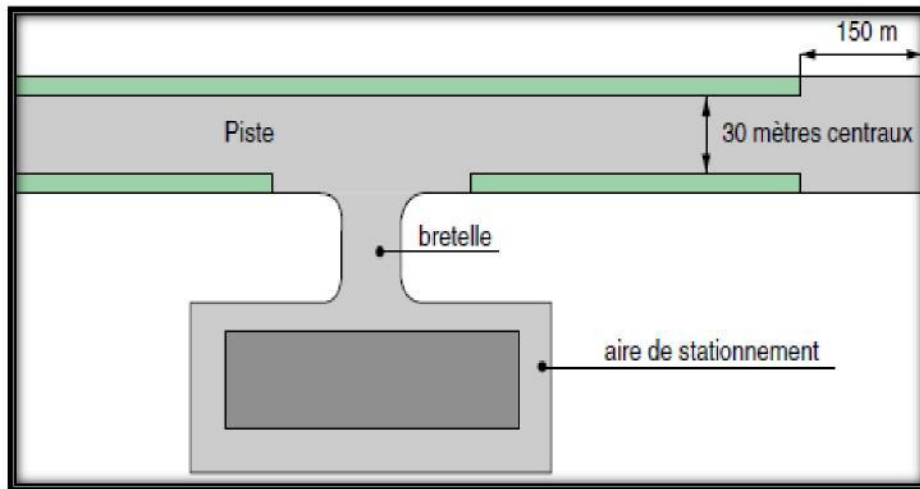 150 m
Piste
30 mètres centraux
bretelle
aire de stationnement